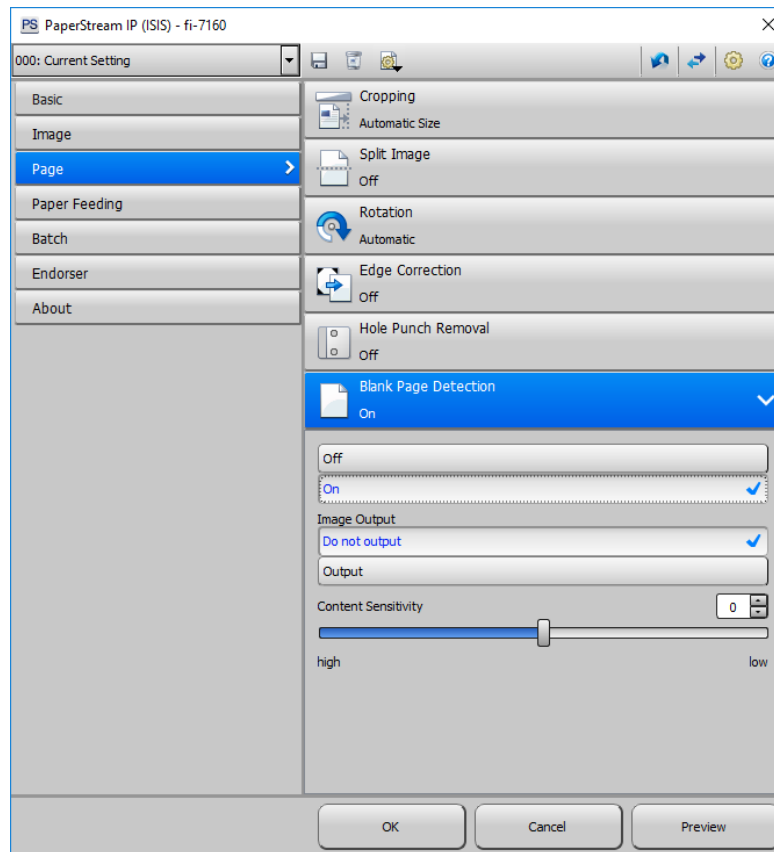 PS PaperStream IP (ISIS) - fi-7160
000: Current Setting
Basic
Image
Page
Paper Feeding
Batch
Endorser
About
Cropping
Automatic Size
Split Image
Off
Rotation
Automatic
Edge Correction
Off
Hole Punch Removal
Off
Blank Page Detection
On
Off
On
Image Output
Do not output
Output
Content Sensitivity 0
high low
OK Cancel Preview